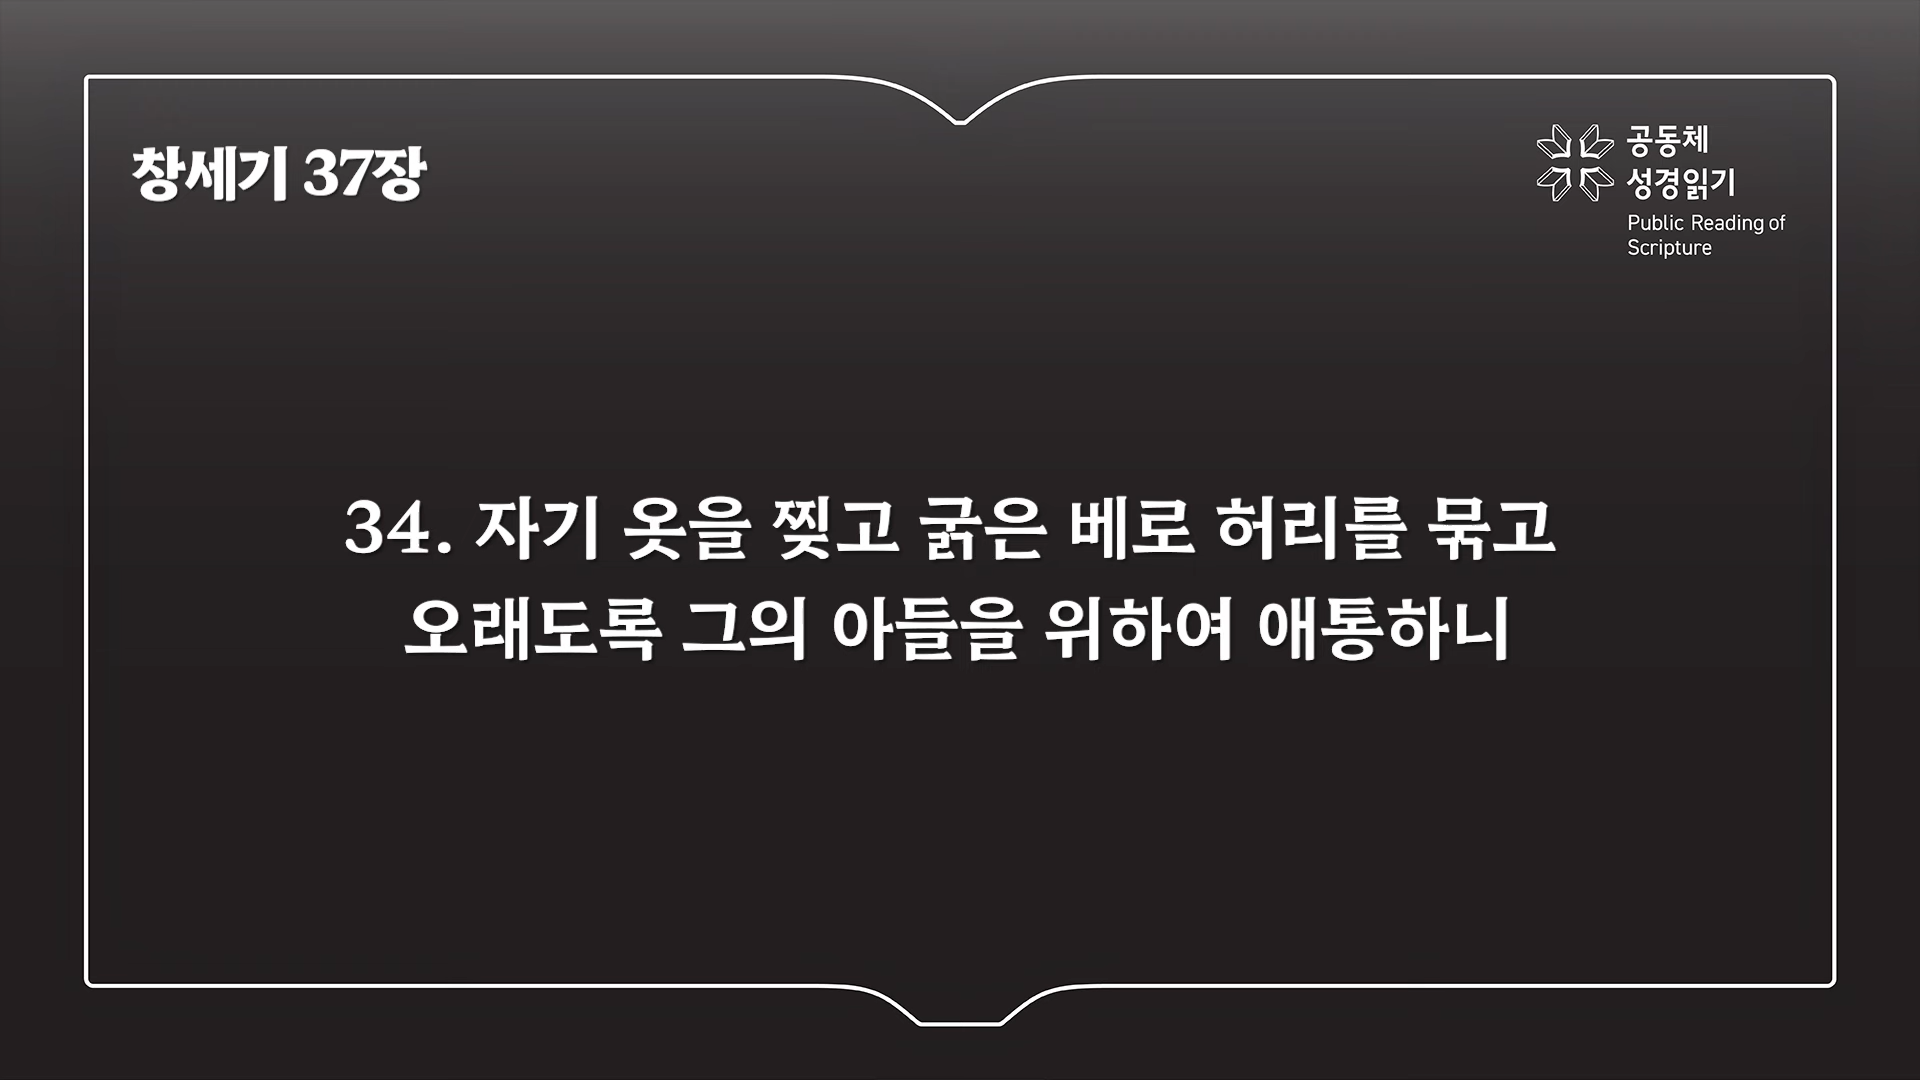 창세기 37장
공동체
성경읽기
Public Reading of
Scripture
34. 자기 옷을 찢고 굵은 베로 허리를 묶고
오래도록 그의 아들을 위하여 애통하니